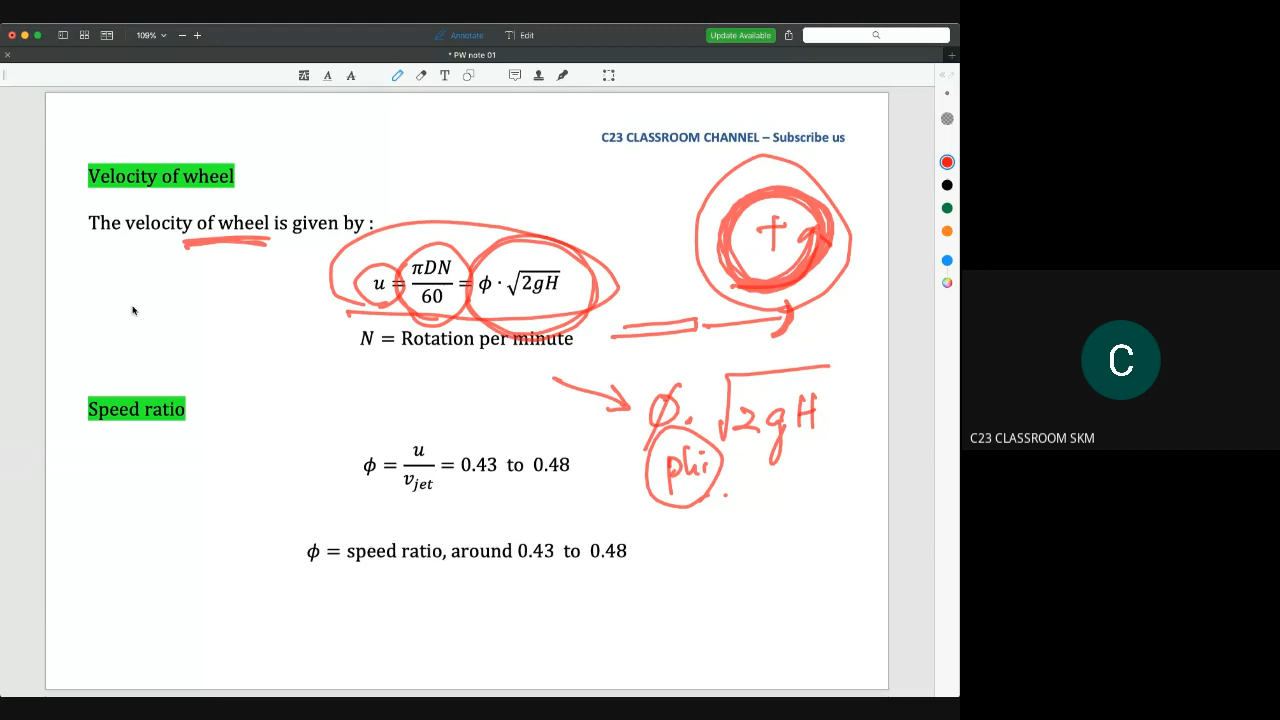 109%
Annotate
Edit
Update Available
* PW note 01
C23 CLASSROOM CHANNEL – Subscribe us
Velocity of wheel
The velocity of wheel is given by :
u = πDN/60 = ϕ · √2gH
N = Rotation per minute
ϕ. √2gH
phi
Speed ratio
ϕ = u/v_jet = 0.43 to 0.48
ϕ = speed ratio, around 0.43 to 0.48
C
C23 CLASSROOM SKM